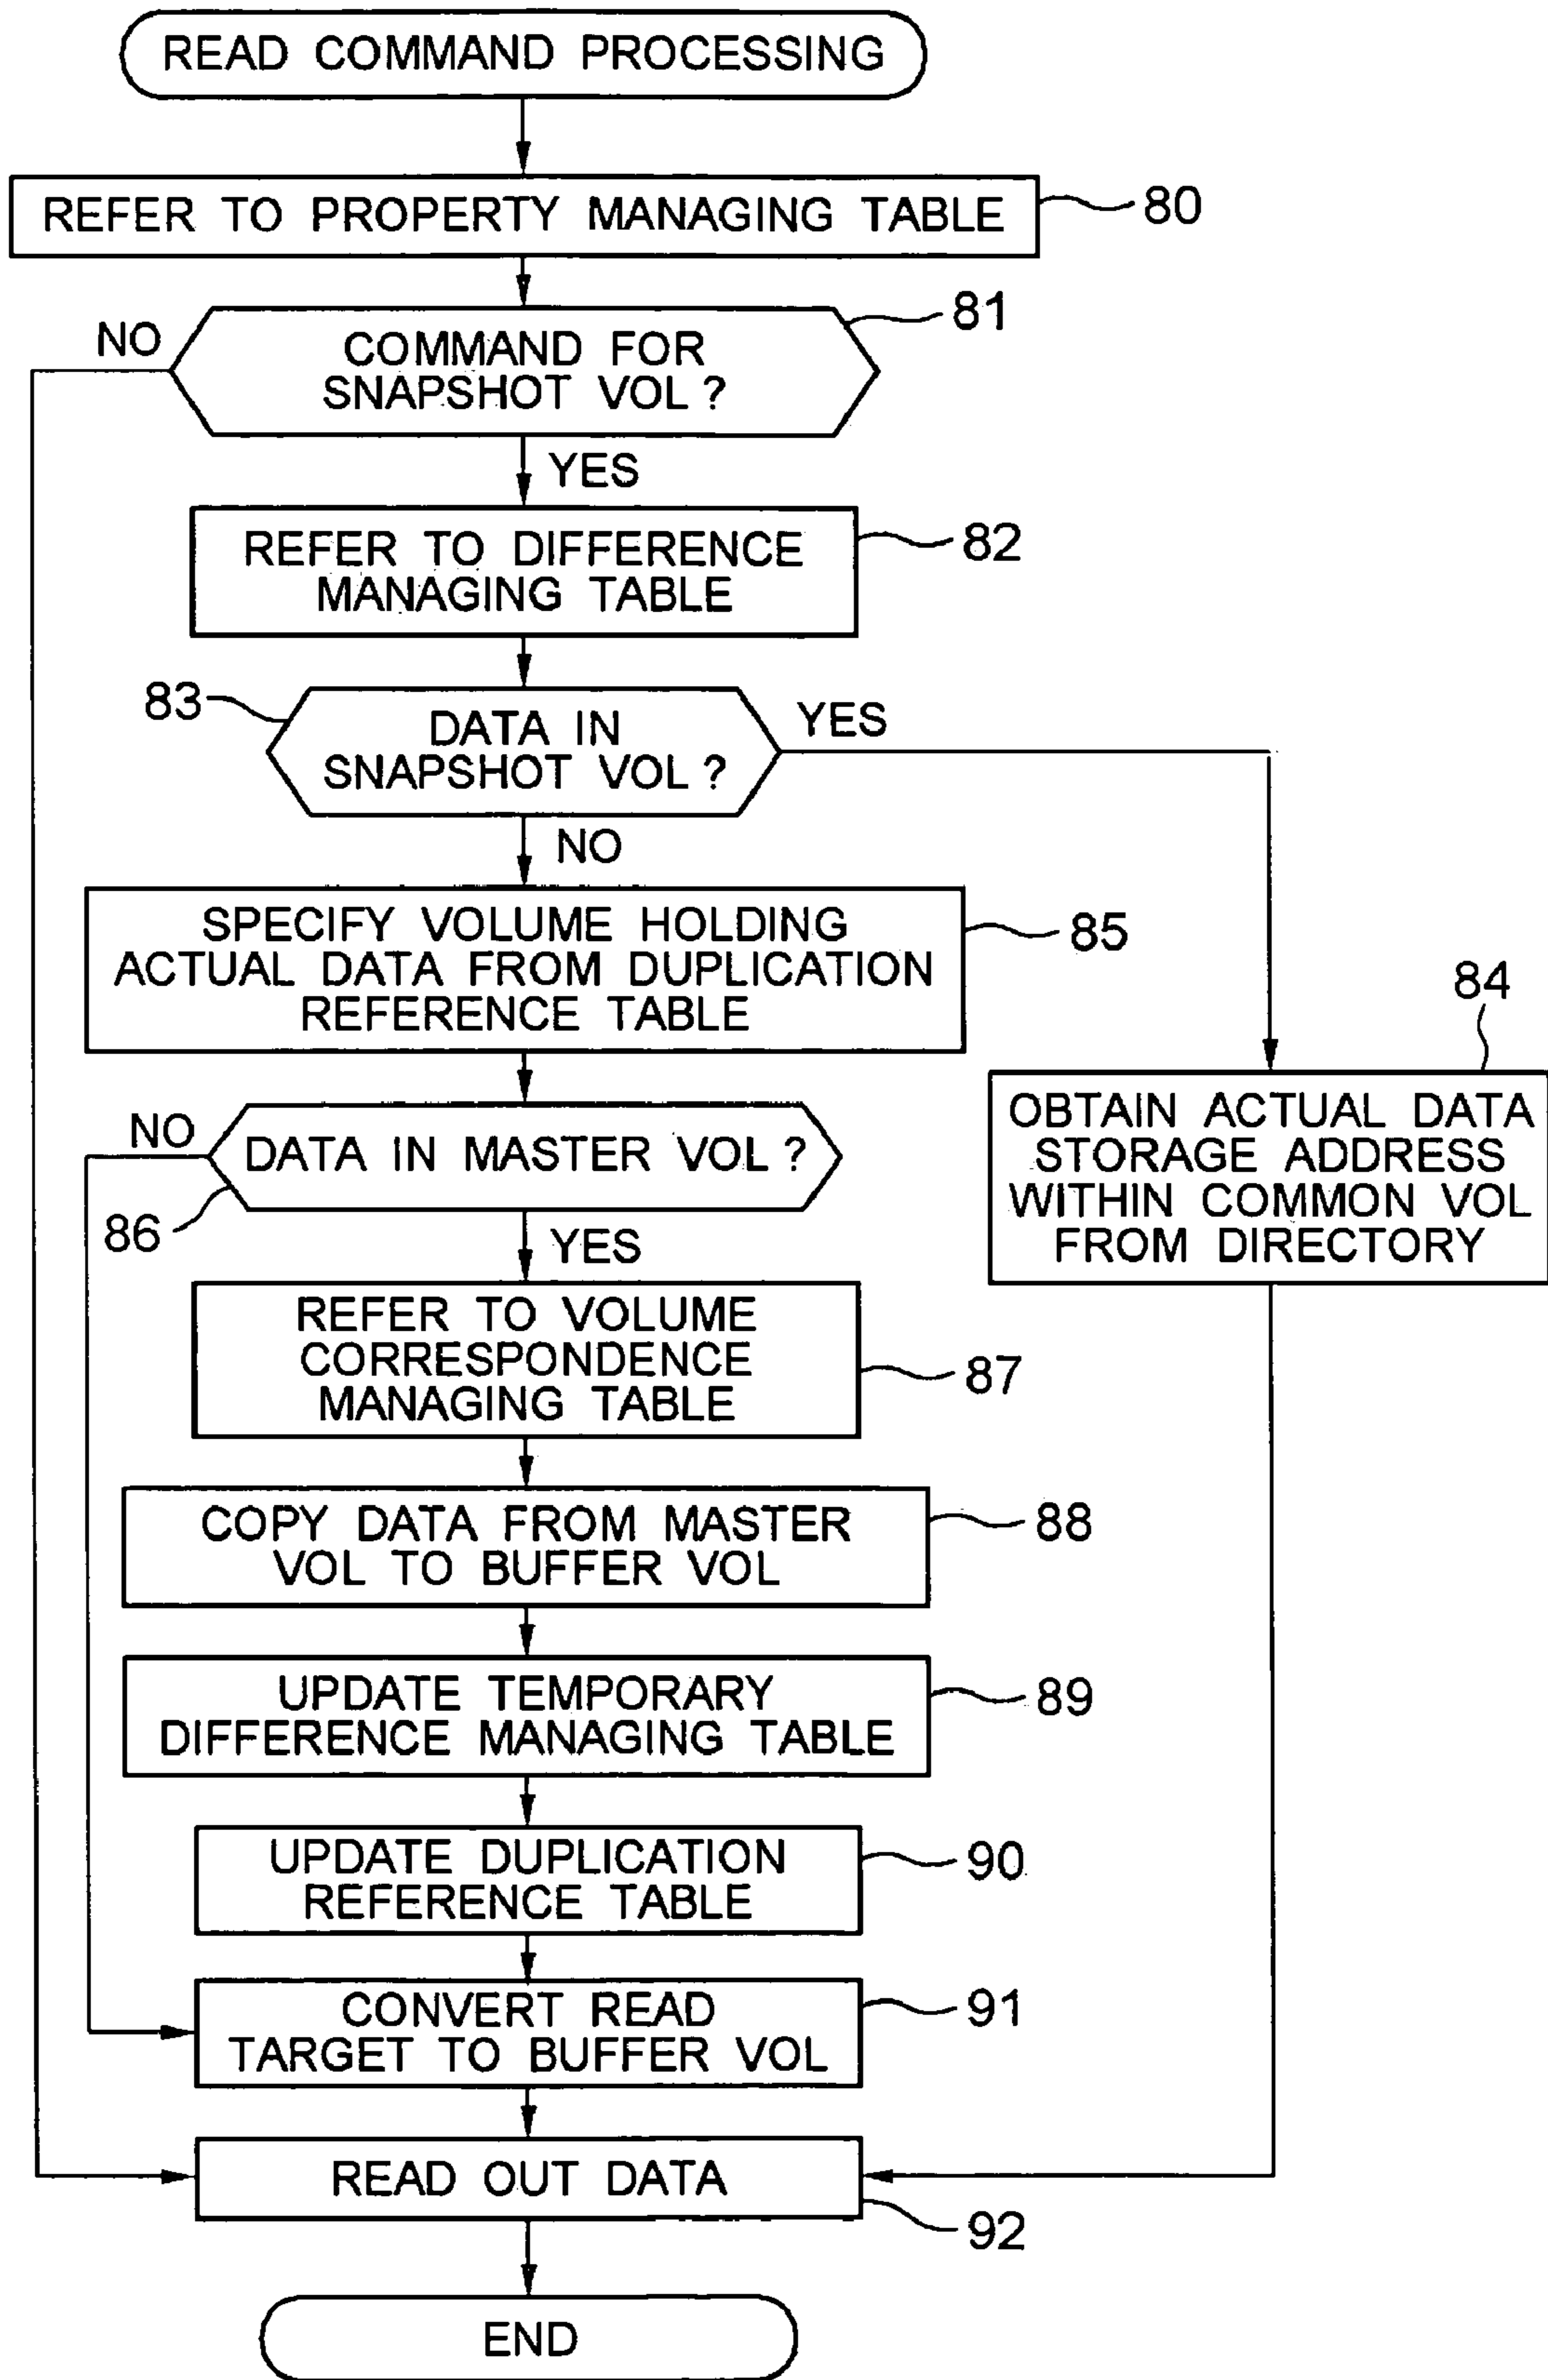 READ COMMAND PROCESSING
REFER TO PROPERTY MANAGING TABLE
80
81
NO
COMMAND FOR
SNAPSHOT VOL ?
YES
REFER TO DIFFERENCE
MANAGING TABLE
82
83
DATA IN
SNAPSHOT VOL ?
YES
NO
SPECIFY VOLUME HOLDING
ACTUAL DATA FROM DUPLICATION
REFERENCE TABLE
85
84
OBTAIN ACTUAL DATA
STORAGE ADDRESS
WITHIN COMMON VOL
FROM DIRECTORY
NO
DATA IN MASTER VOL ?
86
YES
REFER TO VOLUME
CORRESPONDENCE
MANAGING TABLE
87
COPY DATA FROM MASTER
VOL TO BUFFER VOL
88
UPDATE TEMPORARY
DIFFERENCE MANAGING TABLE
89
UPDATE DUPLICATION
REFERENCE TABLE
90
CONVERT READ
TARGET TO BUFFER VOL
91
READ OUT DATA
92
END